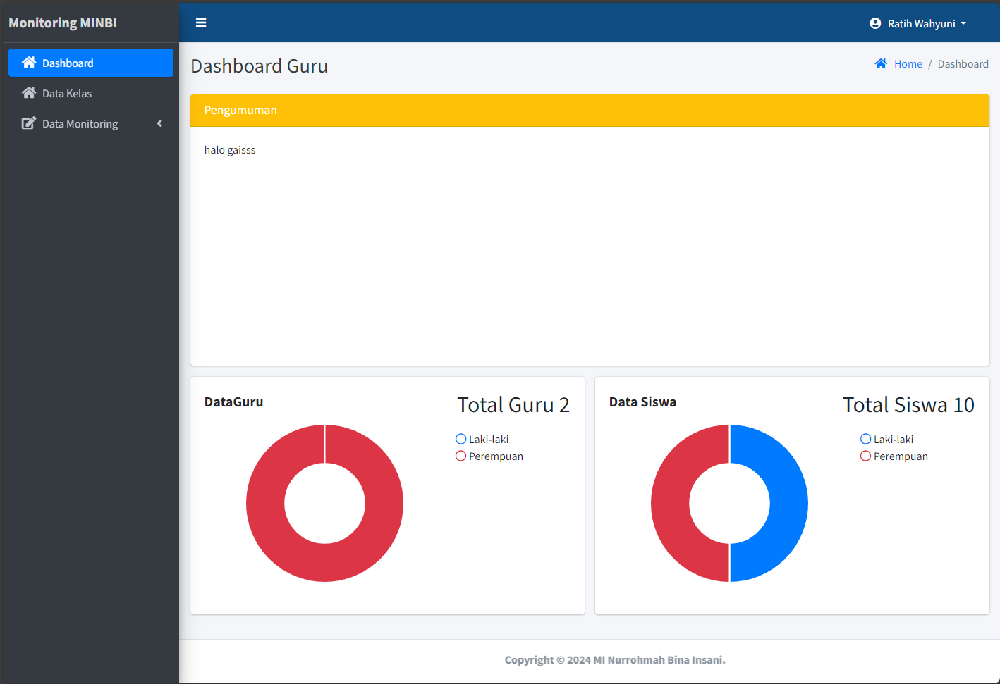 Monitoring MINBI
Ratih Wahyuni
Dashboard
Data Kelas
Data Monitoring
Dashboard Guru
Home / Dashboard
Pengumuman
halo gaisss
DataGuru
Total Guru 2
Laki-laki
Perempuan
Data Siswa
Total Siswa 10
Laki-laki
Perempuan
Copyright © 2024 MI Nurrohmah Bina Insani.